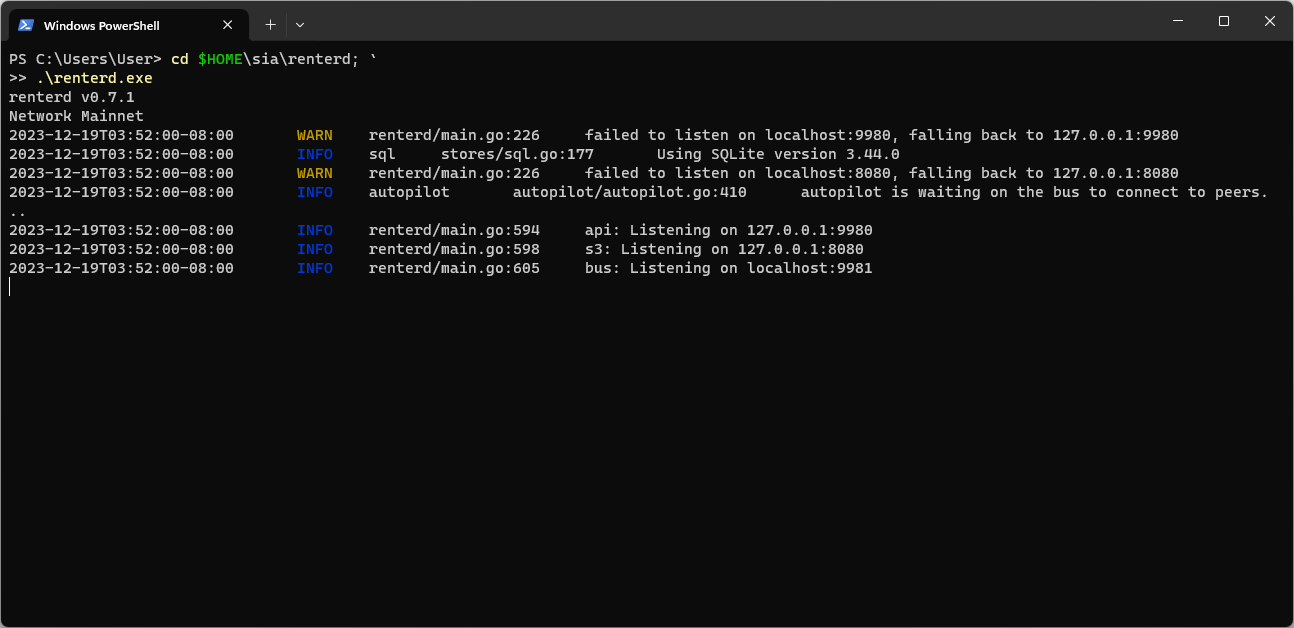 Windows PowerShell
PS C:\Users\User> cd $HOME\sia\renterd; `
>> .\renterd.exe
renterd v0.7.1
Network Mainnet
2023-12-19T03:52:00-08:00       WARN    renterd/main.go:226     failed to listen on localhost:9980, falling back to 127.0.0.1:9980
2023-12-19T03:52:00-08:00       INFO    sql     stores/sql.go:177       Using SQLite version 3.44.0
2023-12-19T03:52:00-08:00       WARN    renterd/main.go:226     failed to listen on localhost:8080, falling back to 127.0.0.1:8080
2023-12-19T03:52:00-08:00       INFO    autopilot       autopilot/autopilot.go:410      autopilot is waiting on the bus to connect to peers.
..
2023-12-19T03:52:00-08:00       INFO    renterd/main.go:594     api: Listening on 127.0.0.1:9980
2023-12-19T03:52:00-08:00       INFO    renterd/main.go:598     s3: Listening on 127.0.0.1:8080
2023-12-19T03:52:00-08:00       INFO    renterd/main.go:605     bus: Listening on localhost:9981